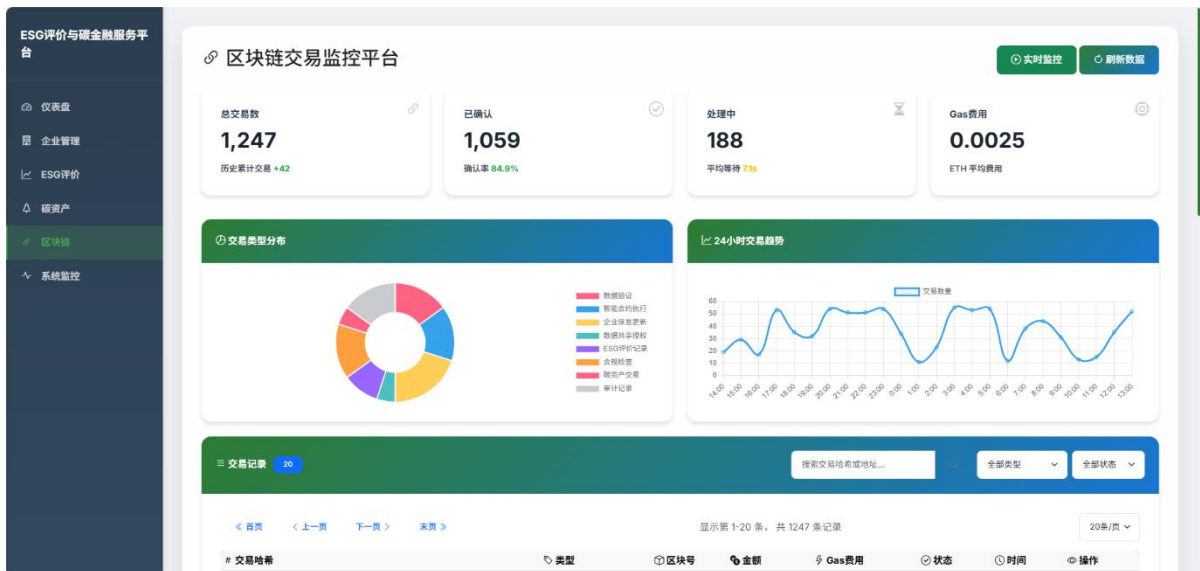 ESG评价与碳金融服务平
台
仪表盘
企业管理
ESG评价
碳资产
区块链
系统监控
区块链交易监控平台
实时监控
刷新数据
总交易数
1,247
历史累计交易 +42
已确认
1,059
确认率 84.9%
处理中
188
平均等待 7.1s
Gas费用
0.0025
ETH 平均费用
交易类型分布
数据验证
智能合约执行
企业信息更新
数据共享授权
ESG评价记录
合规检查
碳资产交易
审计记录
24小时交易趋势
交易数量
60
50
40
30
20
10
0
14:00 15:00 16:00 17:00 18:00 19:00 20:00 21:00 22:00 23:00 0:00 1:00 2:00 3:00 4:00 5:00 6:00 7:00 8:00 9:00 10:00 11:00 12:00 13:00
交易记录 20
搜索交易哈希或地址...
全部类型
全部状态
首页 上一页 下一页 末页
显示第 1-20 条， 共 1247 条记录
20条/页
# 交易哈希 类型 区块号 金额 Gas费用 状态 时间 操作